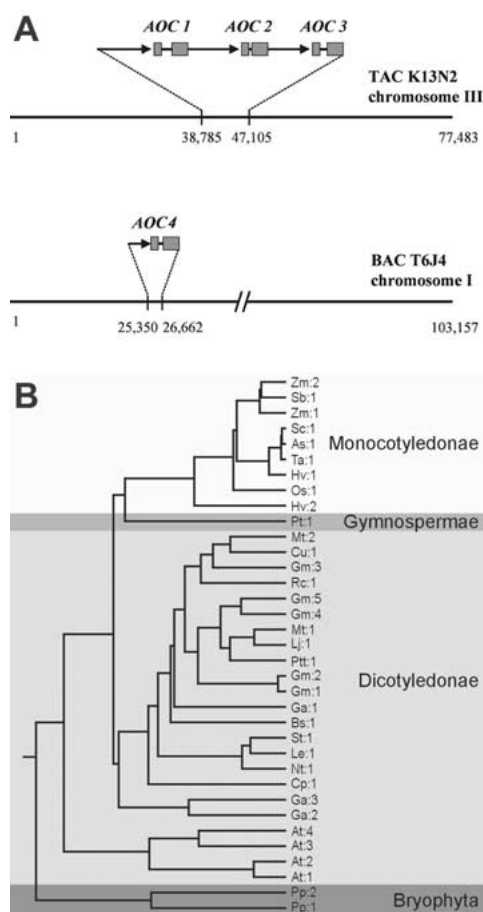 A
AOC 1 AOC 2 AOC 3
TAC K13N2
chromosome III
1 38,785 47,105 77,483
AOC4
BAC T6J4
chromosome I
1 25,350 26,662 103,157
B
Zm:2
Sb:1
Zm:1
Sc:1
As:1
Monocotyledonae
Ta:1
Hv:1
Os:1
Hv:2
Pt:1 Gymnospermae
Mt:2
Cu:1
Gm:3
Rc:1
Gm:5
Gm:4
Mt:1
Lj:1
Ptt:1
Dicotyledonae
Gm:2
Gm:1
Ga:1
Bs:1
St:1
Le:1
Nt:1
Cp:1
Ga:3
Ga:2
At:4
At:3
At:2
At:1
Pp:2
Bryophyta
Pp:1